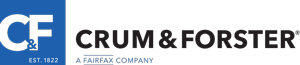 C&F
EST. 1822
CRUM & FORSTER®
A FAIRFAX COMPANY